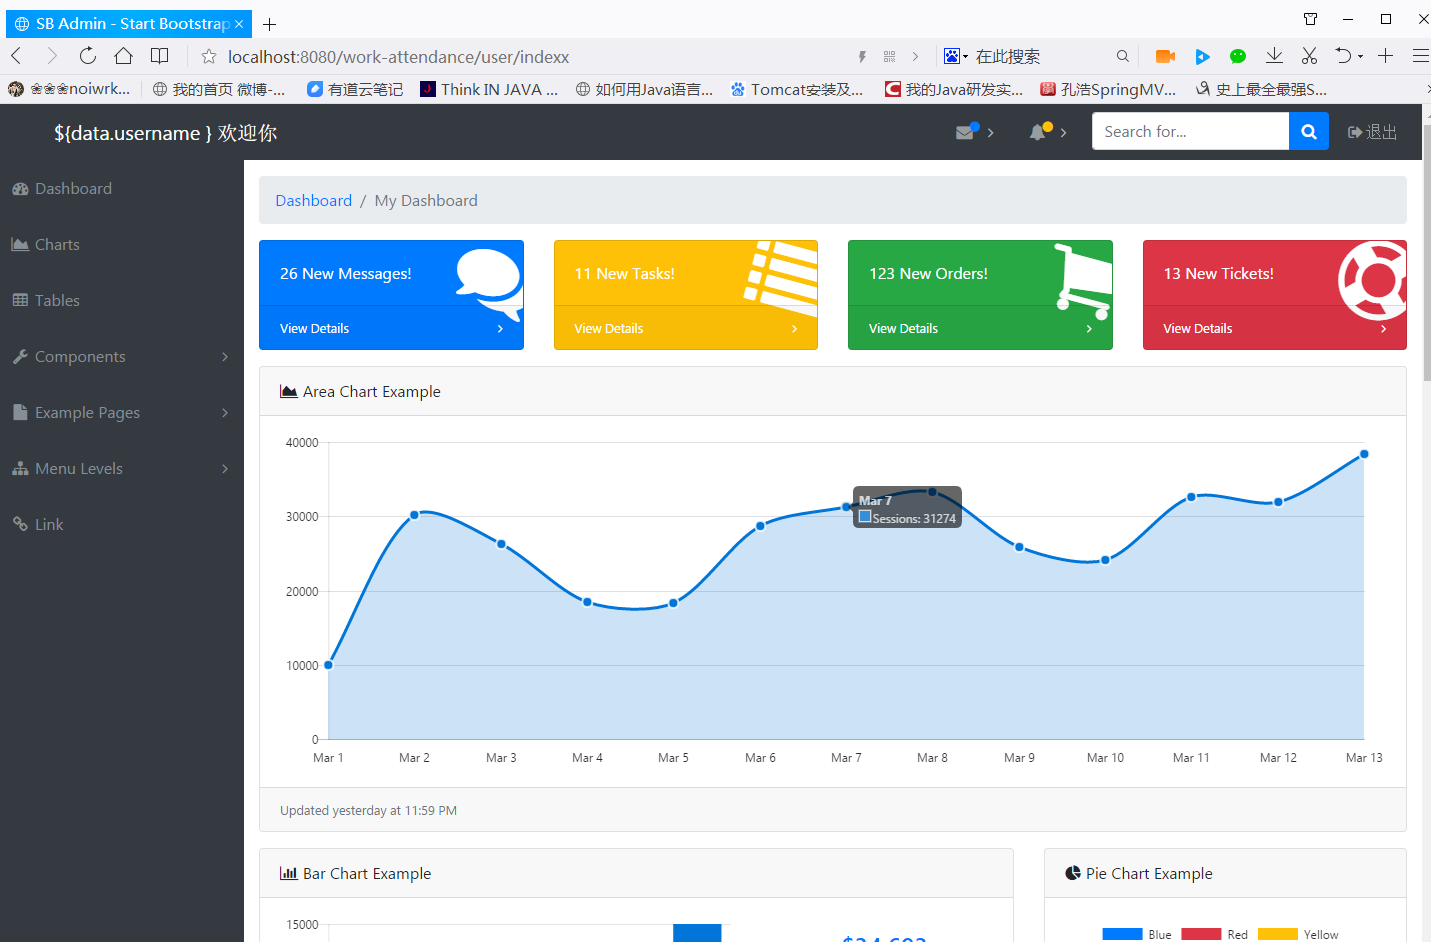 SB Admin - Start Bootstrap
localhost:8080/work-attendance/user/indexx
在此搜索
❀❀❀noiwrk...
我的首页 微博-...
有道云笔记
Think IN JAVA ...
如何用Java语言...
Tomcat安装及...
我的Java研发实...
孔浩SpringMV...
史上最全最强S...
${data.username } 欢迎你
Search for...
退出
Dashboard
Charts
Tables
Components
Example Pages
Menu Levels
Link
Dashboard / My Dashboard
26 New Messages!
View Details
11 New Tasks!
View Details
123 New Orders!
View Details
13 New Tickets!
View Details
Area Chart Example
40000
30000
20000
10000
0
Mar 7
Sessions: 31274
Mar 1
Mar 2
Mar 3
Mar 4
Mar 5
Mar 6
Mar 7
Mar 8
Mar 9
Mar 10
Mar 11
Mar 12
Mar 13
Updated yesterday at 11:59 PM
Bar Chart Example
15000
Pie Chart Example
Blue
Red
Yellow